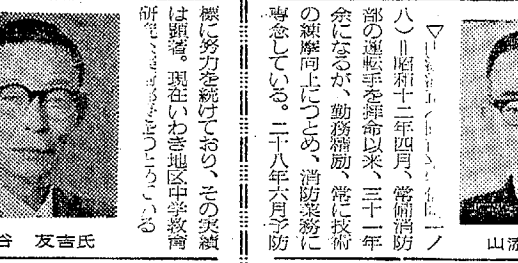 八）＝昭和十二年四月、常備消防
部の運転手を拝命以来、三十一年
余になるが、勤務精励、常に技術
の練摩向上につとめ、消防業務に
専念している。二十八年六月予防
山
標に努力を続けており、その実績
は顕著。現在いわき地区中学教育
研究
谷 友吉氏